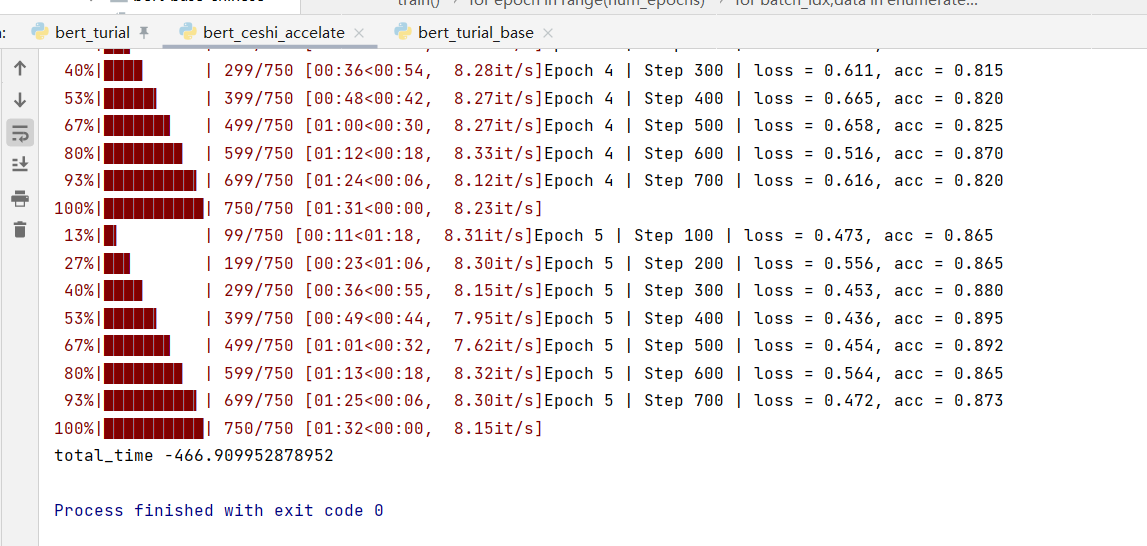 train()  for epoch in range(num_epochs)  for batch_idx,data in enumerate...
bert_turial  bert_ceshi_accelate  bert_turial_base
40%| | 299/750 [00:36<00:54,  8.28it/s]Epoch 4 | Step 300 | loss = 0.611, acc = 0.815
53%| | 399/750 [00:48<00:42,  8.27it/s]Epoch 4 | Step 400 | loss = 0.665, acc = 0.820
67%| | 499/750 [01:00<00:30,  8.27it/s]Epoch 4 | Step 500 | loss = 0.658, acc = 0.825
80%| | 599/750 [01:12<00:18,  8.33it/s]Epoch 4 | Step 600 | loss = 0.516, acc = 0.870
93%| | 699/750 [01:24<00:06,  8.12it/s]Epoch 4 | Step 700 | loss = 0.616, acc = 0.820
100%| | 750/750 [01:31<00:00,  8.23it/s]
13%| | 99/750 [00:11<01:18,  8.31it/s]Epoch 5 | Step 100 | loss = 0.473, acc = 0.865
27%| | 199/750 [00:23<01:06,  8.30it/s]Epoch 5 | Step 200 | loss = 0.556, acc = 0.865
40%| | 299/750 [00:36<00:55,  8.15it/s]Epoch 5 | Step 300 | loss = 0.453, acc = 0.880
53%| | 399/750 [00:49<00:44,  7.95it/s]Epoch 5 | Step 400 | loss = 0.436, acc = 0.895
67%| | 499/750 [01:01<00:32,  7.62it/s]Epoch 5 | Step 500 | loss = 0.454, acc = 0.892
80%| | 599/750 [01:13<00:18,  8.32it/s]Epoch 5 | Step 600 | loss = 0.564, acc = 0.865
93%| | 699/750 [01:25<00:06,  8.30it/s]Epoch 5 | Step 700 | loss = 0.472, acc = 0.873
100%| | 750/750 [01:32<00:00,  8.15it/s]
total_time -466.909952878952
Process finished with exit code 0